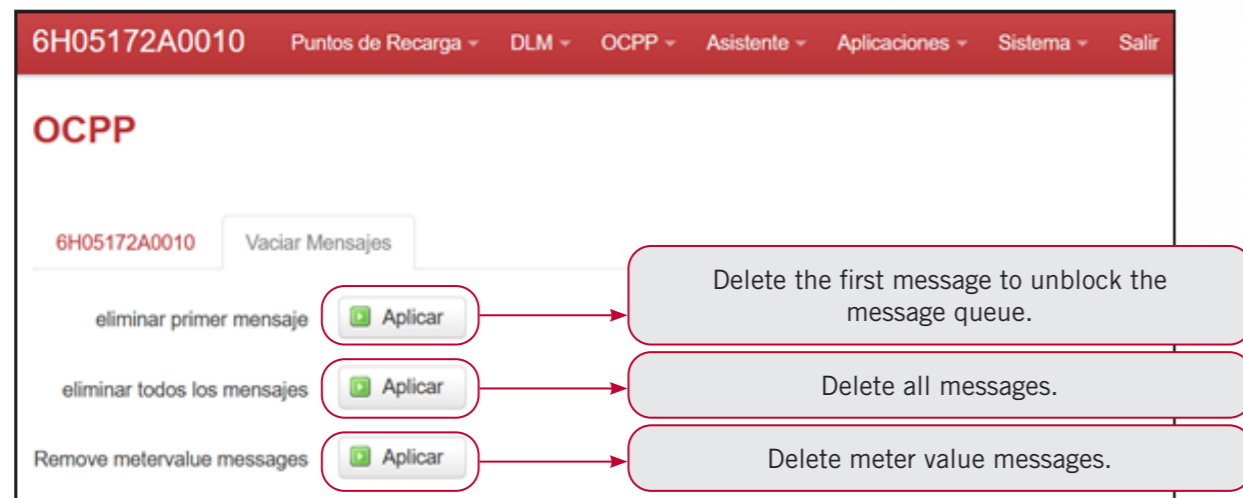 6H05172A0010 Puntos de Recarga DLM OCPP Asistente Aplicaciones Sistema Salir
OCPP
6H05172A0010 Vaciar Mensajes
eliminar primer mensaje Aplicar
Delete the first message to unblock the
message queue.
eliminar todos los mensajes Aplicar
Delete all messages.
Remove metervalue messages Aplicar
Delete meter value messages.